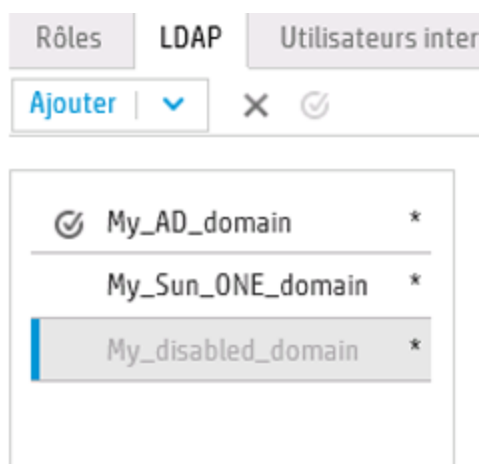 Rôles LDAP Utilisateurs inter
Ajouter
My_AD_domain *
My_Sun_ONE_domain *
My_disabled_domain *